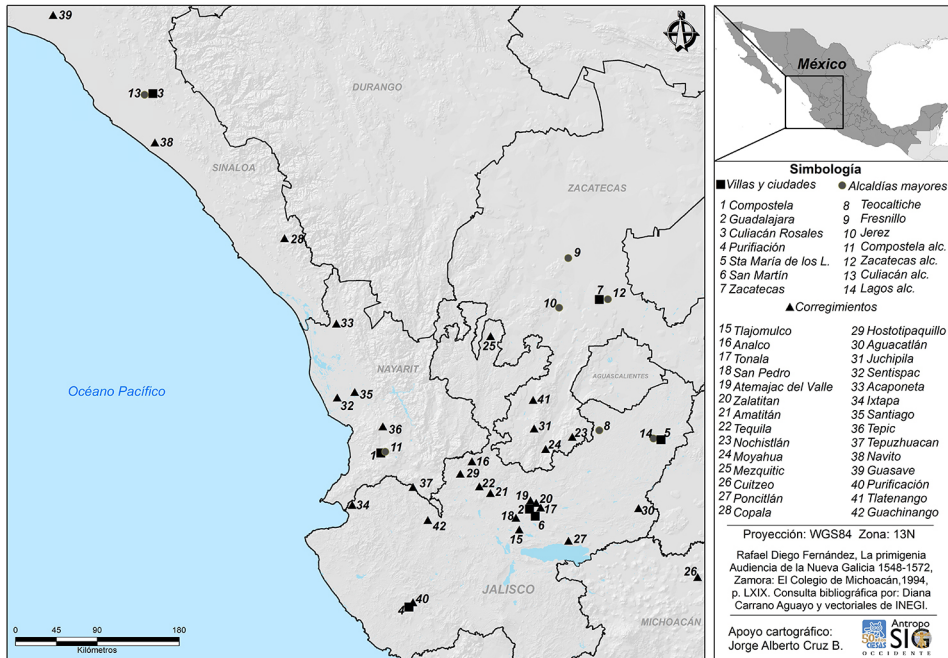 39
13
3
38
DURANGO
SINALOA
ZACATECAS
28
9
7
12
10
33
25
NAYARIT
AGUASCALIENTES
Océano Pacífico
35
32
41
36
31
23
8
14
5
24
1
11
16
29
22
21
37
34
42
19
20
2
17
18
6
15
30
27
26
JALISCO
4
40
MICHOACÁN
0 45 90 180
Kilómetros
México
Simbología
Villas y ciudades
1 Compostela
2 Guadalajara
3 Culiacán Rosales
4 Purifiación
5 Sta María de los L.
6 San Martín
7 Zacatecas
Alcaldías mayores
8 Teocaltiche
9 Fresnillo
10 Jerez
11 Compostela alc.
12 Zacatecas alc.
13 Culiacán alc.
14 Lagos alc.
Corregimientos
15 Tlajomulco
16 Analco
17 Tonala
18 San Pedro
19 Atemajac del Valle
20 Zalatitan
21 Amatitán
22 Tequila
23 Nochistlán
24 Moyahua
25 Mezquitic
26 Cuitzeo
27 Poncitlán
28 Copala
29 Hostotipaquillo
30 Aguacatlán
31 Juchipila
32 Sentispac
33 Acaponeta
34 Ixtapa
35 Santiago
36 Tepic
37 Tepuzhuacan
38 Navito
39 Guasave
40 Purificación
41 Tlatenango
42 Guachinango
Proyección: WGS84 Zona: 13N
Rafael Diego Fernández, La primigenia
Audiencia de la Nueva Galicia 1548-1572,
Zamora: El Colegio de Michoacán,1994,
p. LXIX. Consulta bibliográfica por: Diana
Carrano Aguayo y vectoriales de INEGI.
Apoyo cartográfico:
Jorge Alberto Cruz B.
50
CIESAS
Antropo
SIG
OCCIDENTE